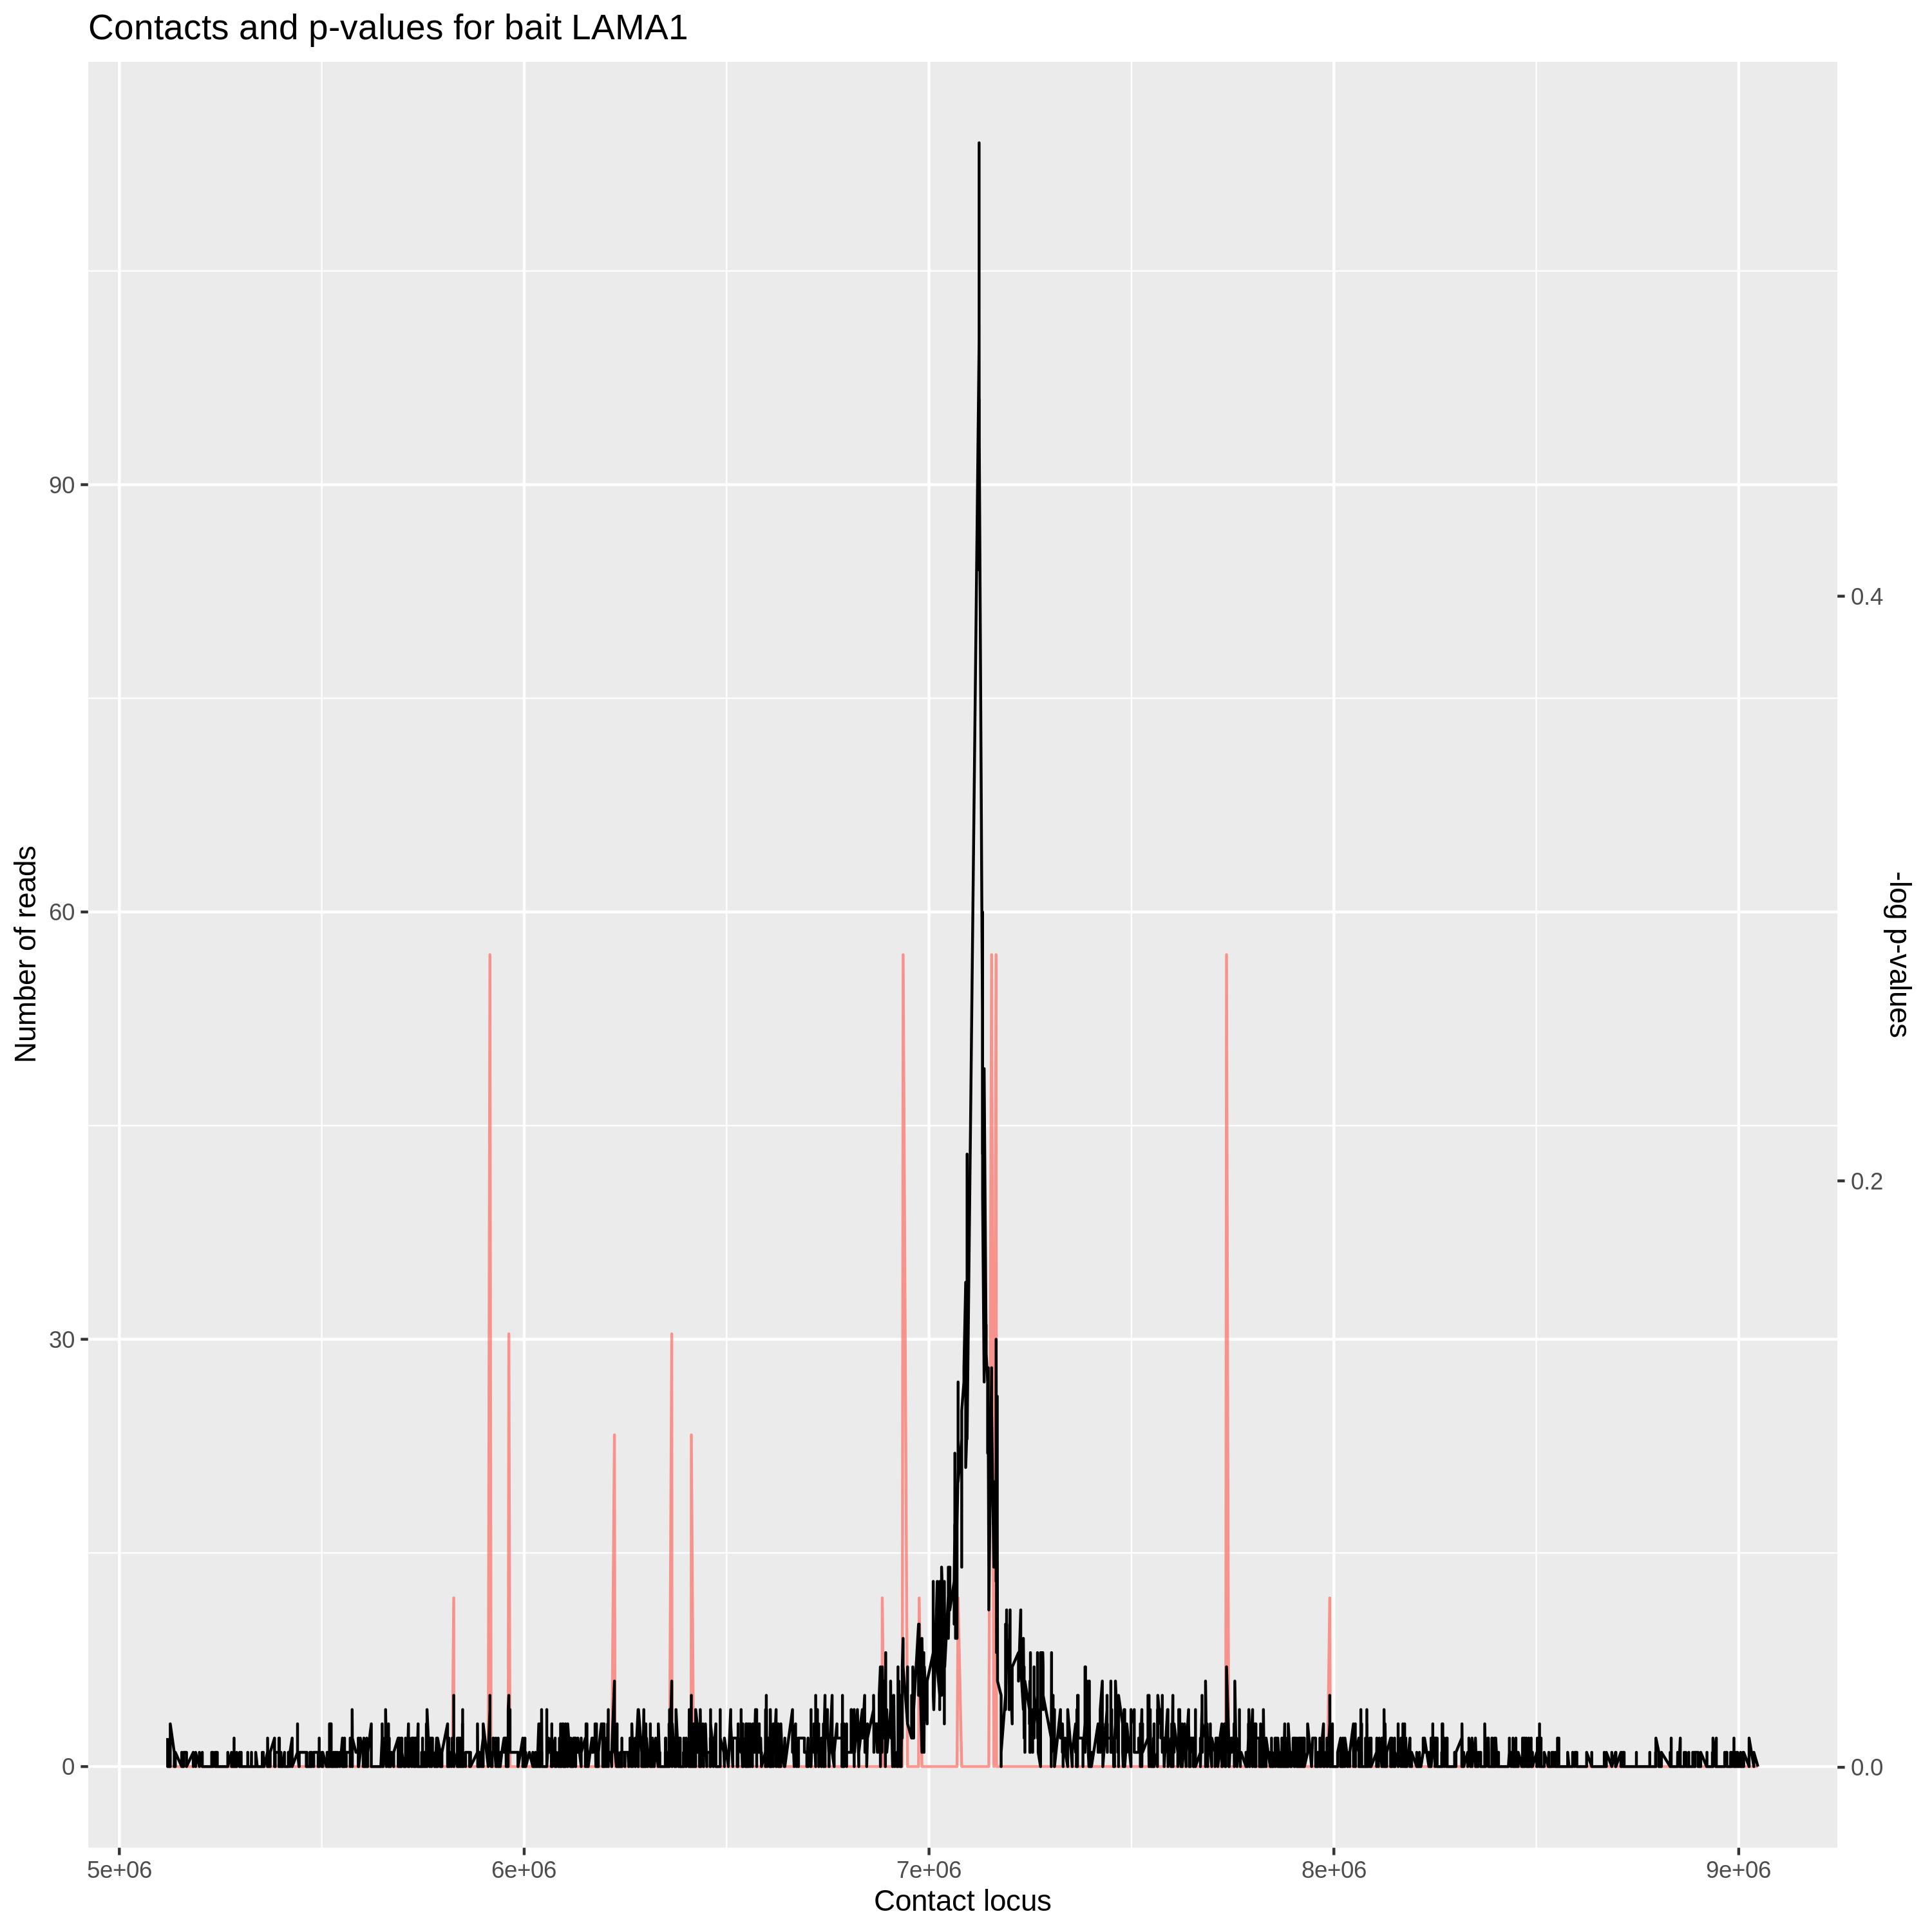 Contacts and p-values for bait LAMA1
Number of reads
90
60
30
0
0.4
0.2
0.0
-log p-values
5e+06
6e+06
7e+06
8e+06
9e+06
Contact locus